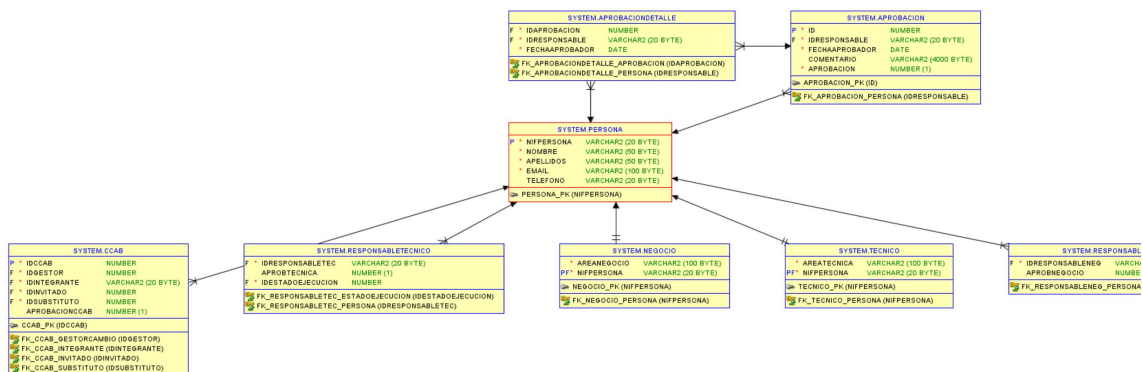 SYSTEM.APROBACIONDETALLE
F * IDAPROBACION NUMBER
F * IDRESPONSABLE VARCHAR2 (20 BYTE)
* FECHAAPROBADOR DATE
FK_APROBACIONDETALLE_APROBACION (IDAPROBACION)
FK_APROBACIONDETALLE_PERSONA (IDRESPONSABLE)
SYSTEM.APROBACION
P * ID NUMBER
F * IDRESPONSABLE VARCHAR2 (20 BYTE)
* FECHAAPROBADOR DATE
COMENTARIO VARCHAR2 (4000 BYTE)
* APROBACION NUMBER (1)
APROBACION_PK (ID)
FK_APROBACION_PERSONA (IDRESPONSABLE)
SYSTEM.PERSONA
P * NIFPERSONA VARCHAR2 (20 BYTE)
* NOMBRE VARCHAR2 (50 BYTE)
* APELLIDOS VARCHAR2 (50 BYTE)
* EMAIL VARCHAR2 (100 BYTE)
TELEFONO VARCHAR2 (20 BYTE)
PERSONA_PK (NIFPERSONA)
SYSTEM.CCAB
P * IDCCAB NUMBER
F * IDGESTOR NUMBER
F * IDINTEGRANTE VARCHAR2 (20 BYTE)
F * IDINVITADO NUMBER
F * IDSUBSTITUTO NUMBER
APROBACIONCCAB NUMBER (1)
CCAB_PK (IDCCAB)
FK_CCAB_GESTORCAMBIO (IDGESTOR)
FK_CCAB_INTEGRANTE (IDINTEGRANTE)
FK_CCAB_INVITADO (IDINVITADO)
FK_CCAB_SUBSTITUTO (IDSUBSTITUTO)
SYSTEM.RESPONSABLETECNICO
F * IDRESPONSABLETEC VARCHAR2 (20 BYTE)
APROBTECNICA NUMBER (1)
F * IDESTADOEJECUCION NUMBER
FK_RESPONSABLETEC_ESTADOEJECUCION (IDESTADOEJECUCION)
FK_RESPONSABLETEC_PERSONA (IDRESPONSABLETEC)
SYSTEM.NEGOCIO
* AREANEGOCIO VARCHAR2 (100 BYTE)
PF* NIFPERSONA VARCHAR2 (20 BYTE)
NEGOCIO_PK (NIFPERSONA)
FK_NEGOCIO_PERSONA (NIFPERSONA)
SYSTEM.TECNICO
* AREATECNICA VARCHAR2 (100 BYTE)
PF* NIFPERSONA VARCHAR2 (20 BYTE)
TECNICO_PK (NIFPERSONA)
FK_TECNICO_PERSONA (NIFPERSONA)
SYSTEM.RESPONSABL
F * IDRESPONSABLENEG VARCHA
APROBNEGOCIO NUMBE
FK_RESPONSABLENEG_PERSONA